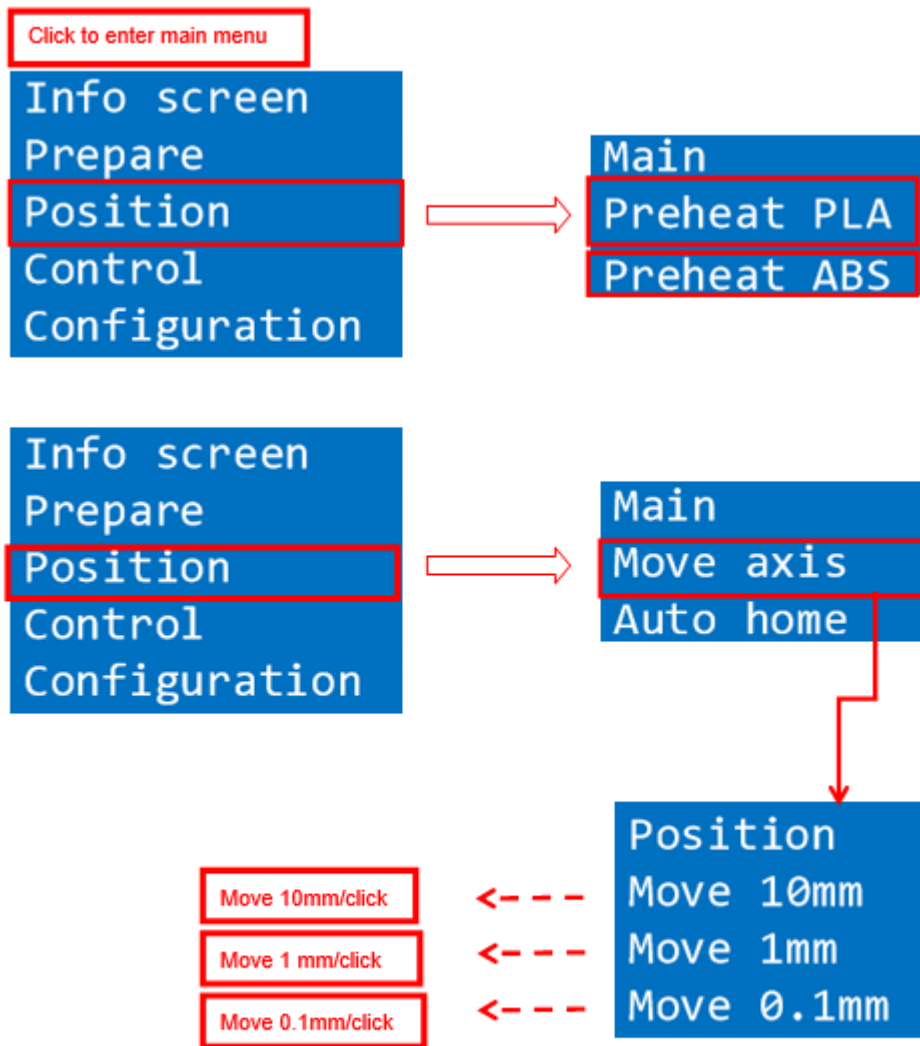 Click to enter main menu
Info screen
Prepare
Position
Control
Configuration
Main
Preheat PLA
Preheat ABS
Info screen
Prepare
Position
Control
Configuration
Main
Move axis
Auto home
Position
Move 10mm
Move 1mm
Move 0.1mm
Move 10mm/click
Move 1 mm/click
Move 0.1mm/click